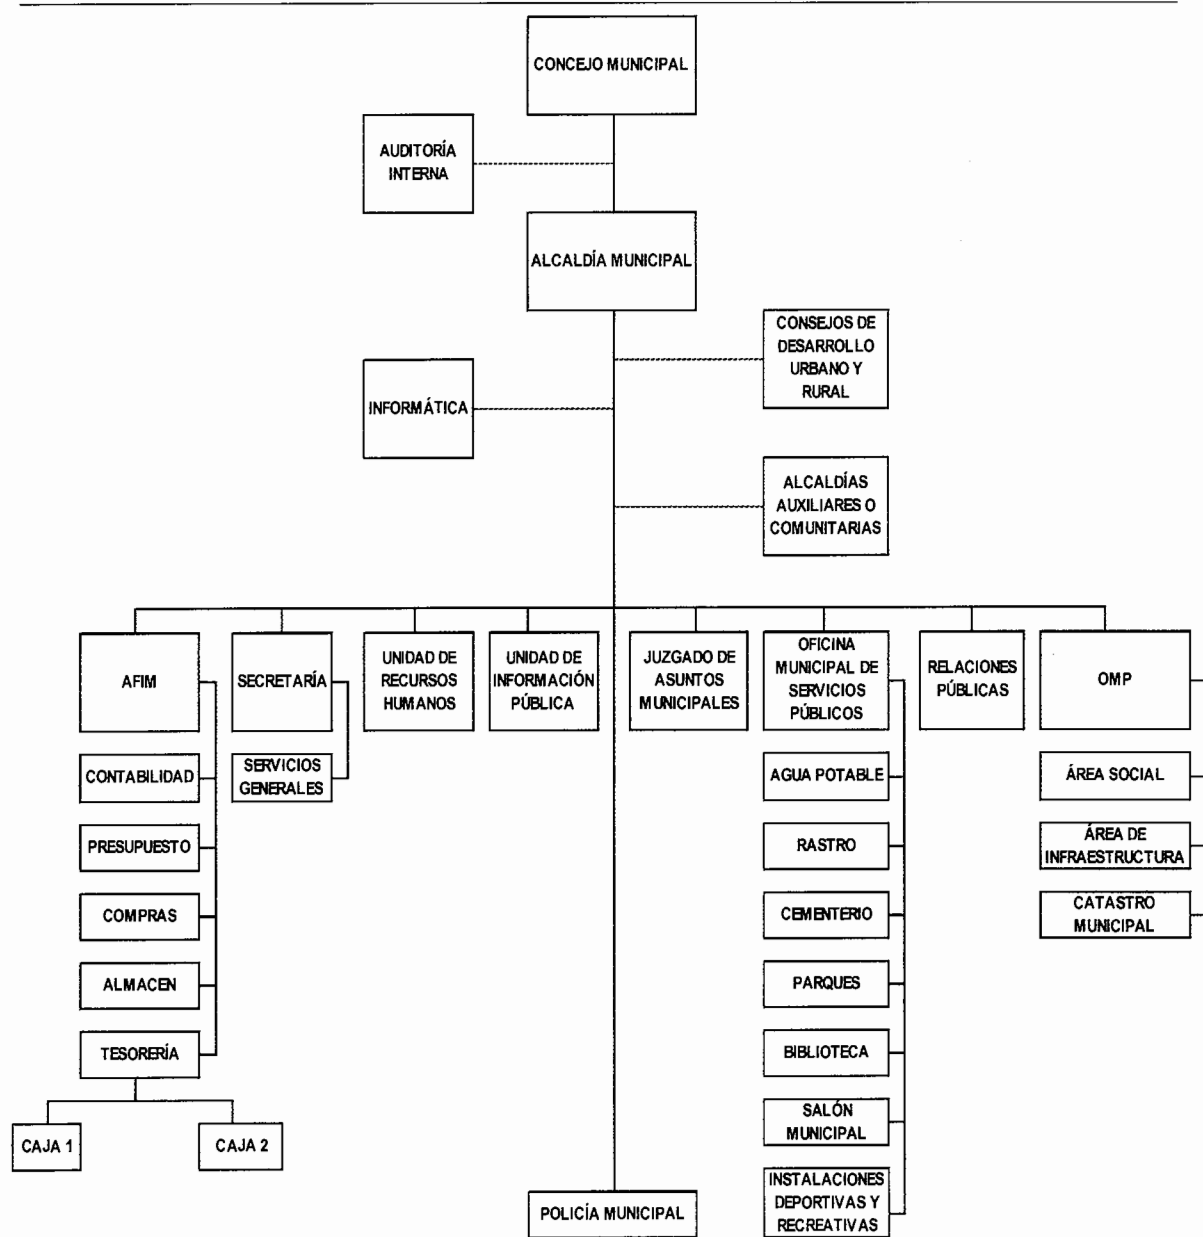 CONCEJO MUNICIPAL
AUDITORÍA
INTERNA
ALCALDÍA MUNICIPAL
CONSEJOS DE
DESARROLLO
URBANO Y
RURAL
INFORMÁTICA
ALCALDÍAS
AUXILIARES O
COMUNITARIAS
AFIM
SECRETARÍA
UNIDAD DE
RECURSOS
HUMANOS
UNIDAD DE
INFORMACIÓN
PÚBLICA
JUZGADO DE
ASUNTOS
MUNICIPALES
OFICINA
MUNICIPAL DE
SERVICIOS
PÚBLICOS
RELACIONES
PÚBLICAS
OMP
CONTABILIDAD
SERVICIOS
GENERALES
AGUA POTABLE
ÁREA SOCIAL
PRESUPUESTO
RASTRO
ÁREA DE
INFRAESTRUCTURA
COMPRAS
CEMENTERIO
CATASTRO
MUNICIPAL
ALMACEN
PARQUES
TESORERÍA
BIBLIOTECA
CAJA 1
CAJA 2
SALÓN
MUNICIPAL
POLICÍA MUNICIPAL
INSTALACIONES
DEPORTIVAS Y
RECREATIVAS